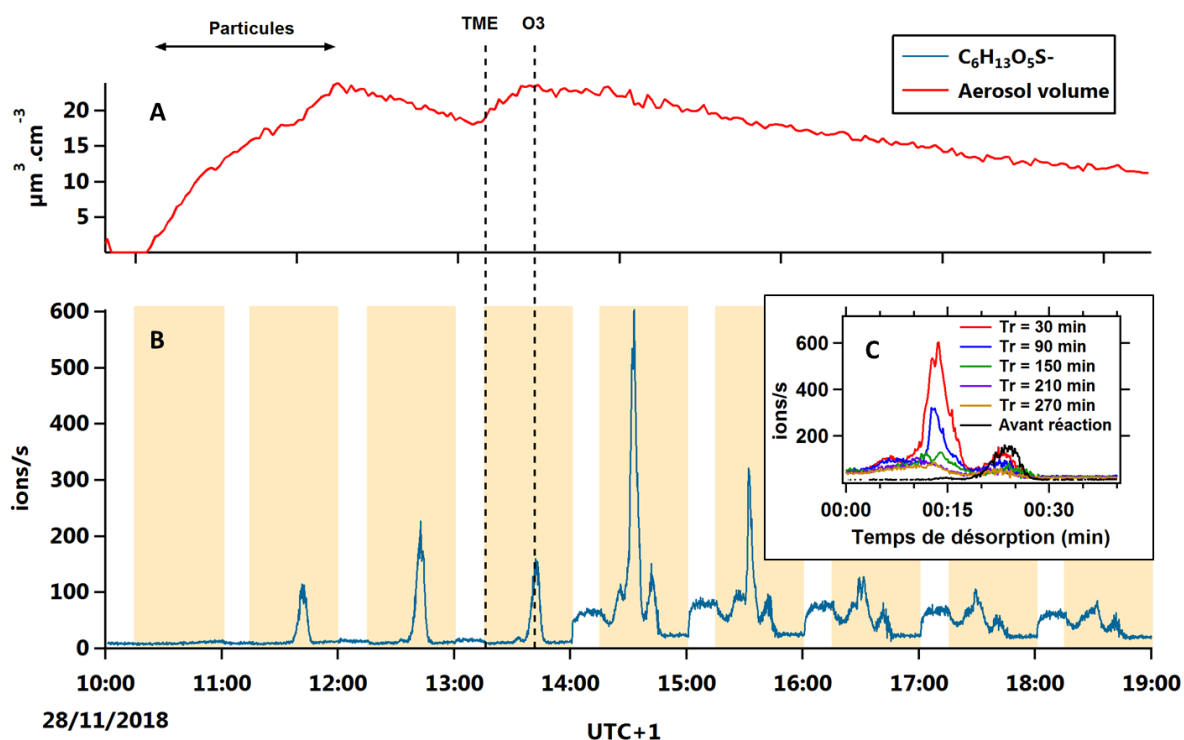 Particules
TME
O3
C6H13O5S-
Aerosol volume
A
µm3.cm-3
20
15
10
5
B
ions/s
600
500
400
300
200
100
0
C
ions/s
600
400
200
Tr = 30 min
Tr = 90 min
Tr = 150 min
Tr = 210 min
Tr = 270 min
Avant réaction
00:00 00:15 00:30
Temps de désorption (min)
10:00 11:00 12:00 13:00 14:00 15:00 16:00 17:00 18:00 19:00
28/11/2018
UTC+1